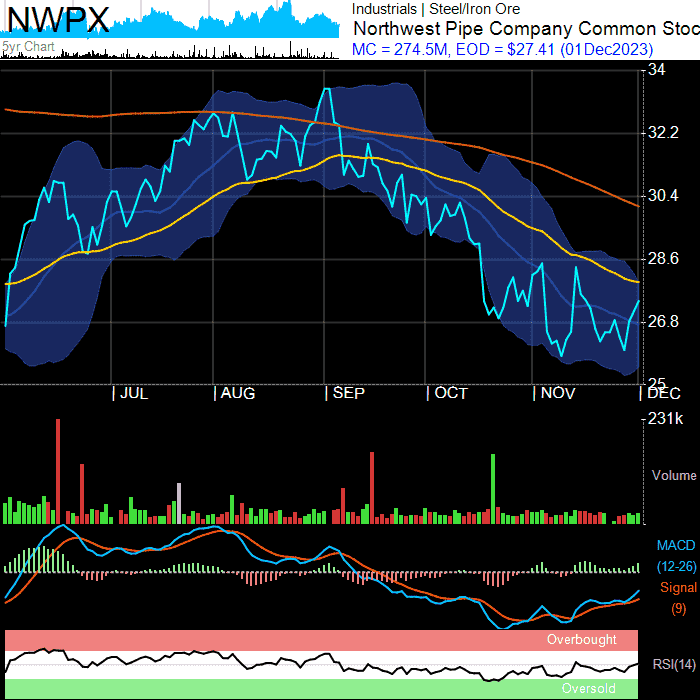 NWPX
5yr Chart
Industrials | Steel/Iron Ore
Northwest Pipe Company Common Stoc
MC = 274.5M, EOD = $27.41 (01Dec2023)
34
32.2
30.4
28.6
26.8
25
JUL AUG SEP OCT NOV DEC
231k
Volume
MACD
(12-26)
Signal
(9)
Overbought
RSI(14)
Oversold